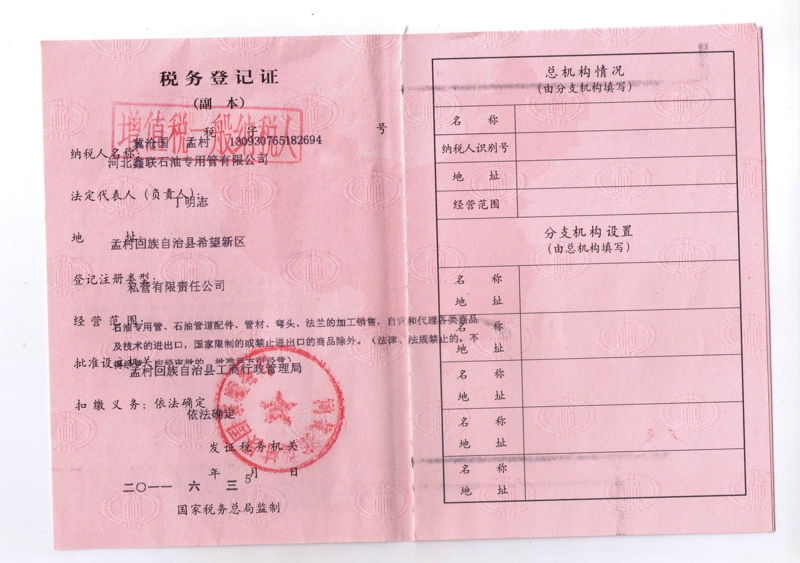 税务登记证
(副 本)
税 字 号
增值税一般纳税人
冀沧国 孟村 130930765182694
纳税人名称:
河北鑫联石油专用管有限公司
法定代表人(负责人):
丁明志
地 址:
孟村回族自治县希望新区
登记注册类型:
私营有限责任公司
经营范围:
石油专用管、石油管道配件、管材、弯头、法兰的加工销售,自营和代理各类商品
及技术的进出口,国家限制的或禁止进出口的商品除外。(法律、法规禁止的,不
批准设立机关:
孟村回族自治县工商行政管理局
扣缴义务:依法确定
依法确定
发证税务机关
年 月 日
二〇一一 六 三 5
国家税务总局监制
总机构情况
(由分支机构填写)
名 称
纳税人识别号
地 址
经营范围
分支机构设置
(由总机构填写)
名 称
地 址
名 称
地 址
名 称
地 址
名 称
地 址
名 称
地 址